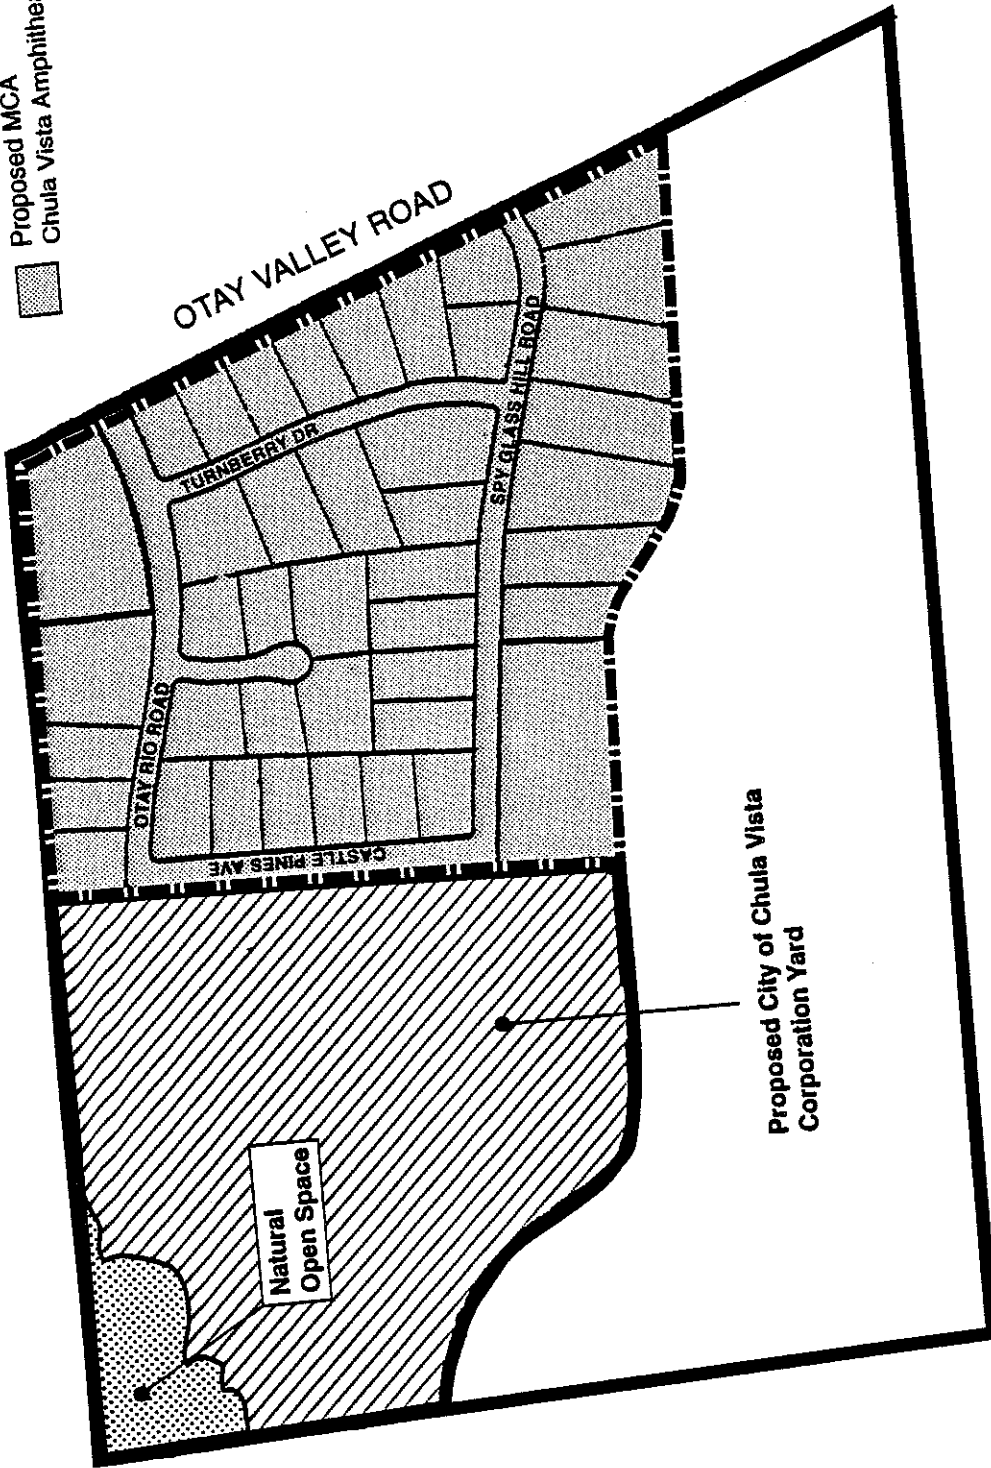 Proposed MCA
Chula Vista
OTAY VALLEY ROAD
TURNBERRY DR
SPY GLASS HILL ROAD
OTAY RIO ROAD
CASTLE PINES AVE
Natural
Open Space
Proposed City of Chula Vista
Corporation Yard